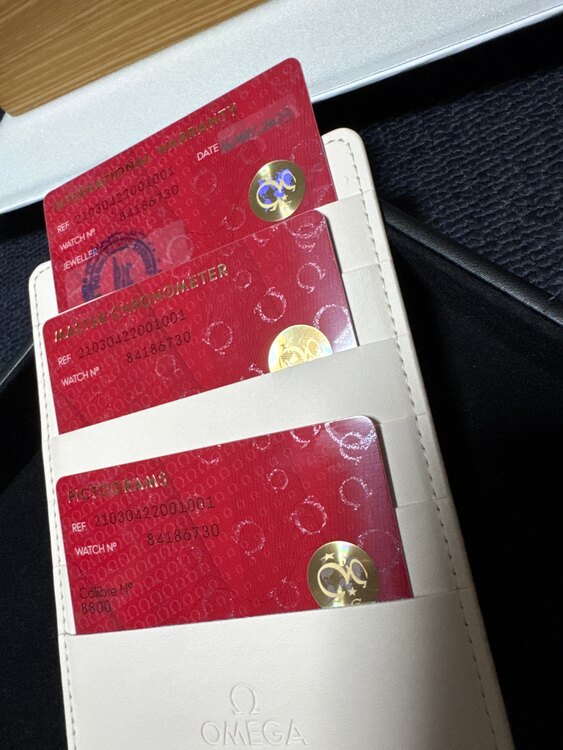 INTERNATIONAL WARRANTY
DATE
REF 21030422001001
WATCH Nº 84186730
JEWELLER
MASTER CHRONOMETER
REF 21030422001001
WATCH Nº 84186730
PICTOGRAMS
REF 21030422001001
WATCH Nº 84186730
Calibre Nº
8800
Ω
OMEGA